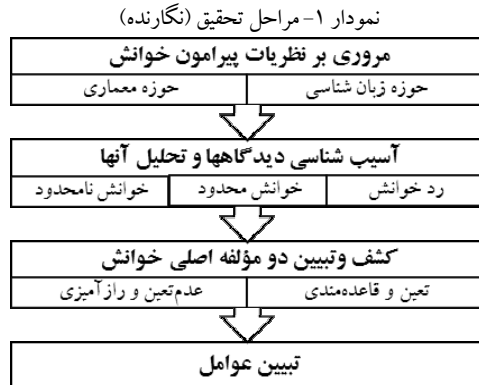 نمودار ۱- مراحل تحقیق (نگارنده)
مروری بر نظریات پیرامون خوانش
حوزه زبان شناسی
حوزه معماری
آسیب شناسی دیدگاهها و تحلیل آنها
رد خوانش
خوانش محدود
خوانش نامحدود
کشف وتبیین دو مؤلفه اصلی خوانش
تعین و قاعده‌مندی
عدم‌تعین و رازآمیزی
تبیین عوامل